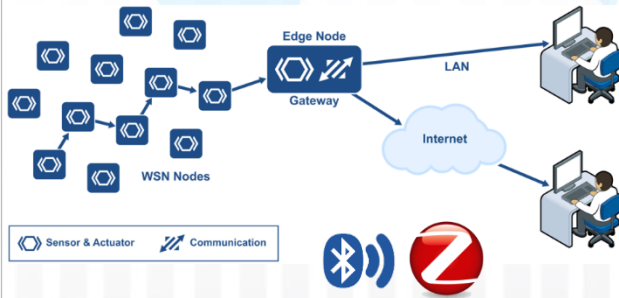 Edge Node
Gateway
LAN
Internet
WSN Nodes
Sensor & Actuator
Communication